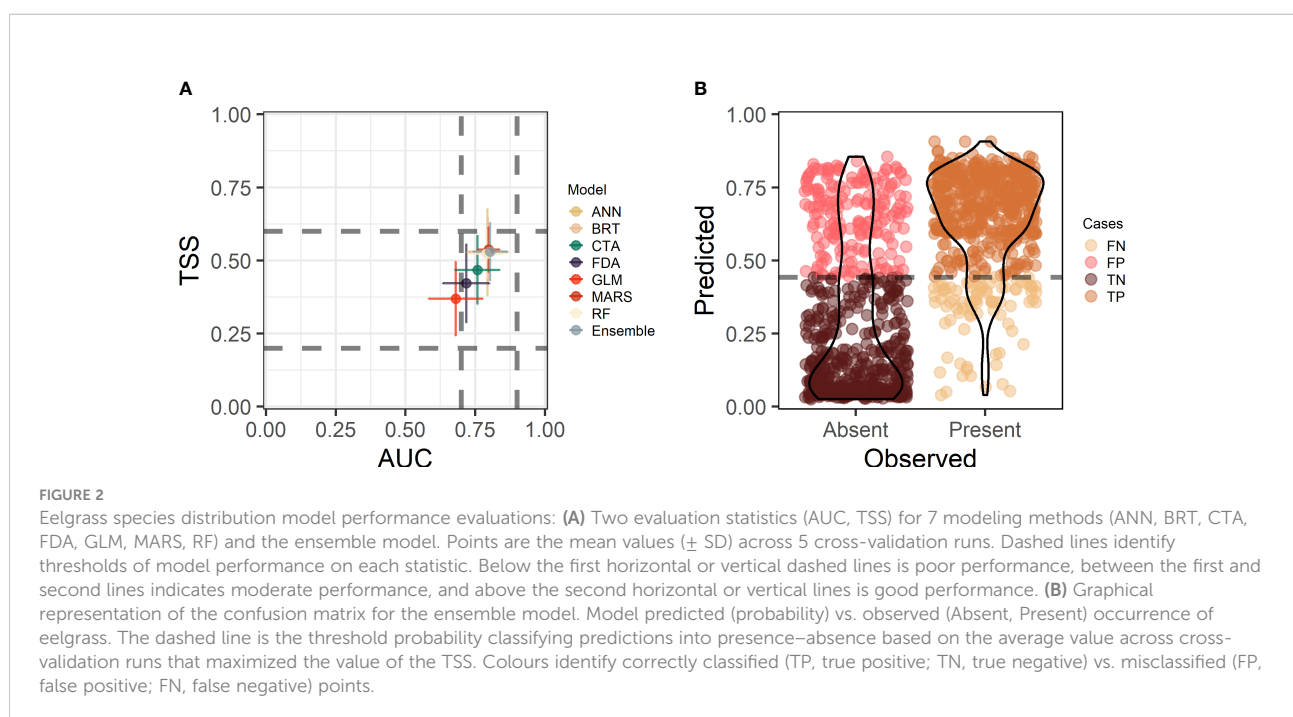 A
B
1.00
0.75
0.50
0.25
0.00
TSS
0.00 0.25 0.50 0.75 1.00
AUC
Model
ANN
BRT
CTA
FDA
GLM
MARS
RF
Ensemble
1.00
0.75
0.50
0.25
0.00
Predicted
Absent Present
Observed
Cases
FN
FP
TN
TP
FIGURE 2
Eelgrass species distribution model performance evaluations: (A) Two evaluation statistics (AUC, TSS) for 7 modeling methods (ANN, BRT, CTA,
FDA, GLM, MARS, RF) and the ensemble model. Points are the mean values (± SD) across 5 cross-validation runs. Dashed lines identify
thresholds of model performance on each statistic. Below the first horizontal or vertical dashed lines is poor performance, between the first and
second lines indicates moderate performance, and above the second horizontal or vertical lines is good performance. (B) Graphical
representation of the confusion matrix for the ensemble model. Model predicted (probability) vs. observed (Absent, Present) occurrence of
eelgrass. The dashed line is the threshold probability classifying predictions into presence–absence based on the average value across cross-
validation runs that maximized the value of the TSS. Colours identify correctly classified (TP, true positive; TN, true negative) vs. misclassified (FP,
false positive; FN, false negative) points.